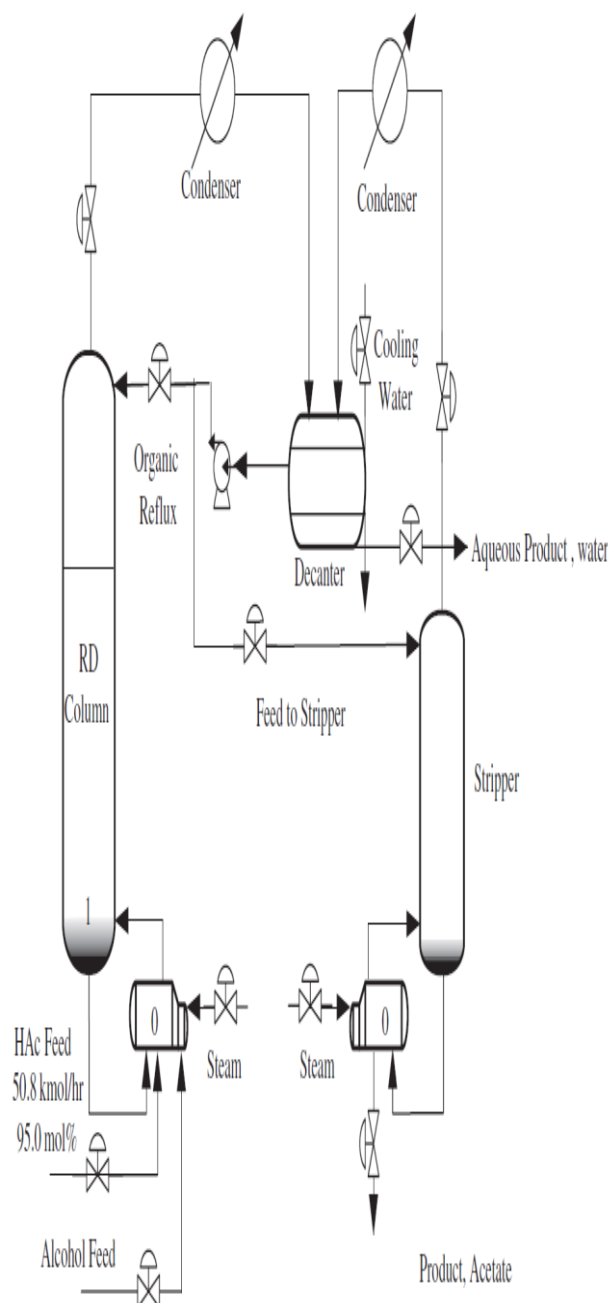 Condenser
Condenser
Cooling
Water
Organic
Reflux
Decanter
Aqueous Product , water
RD
Column
Feed to Stripper
Stripper
1
0
0
HAc Feed
50.8 kmol/hr
95.0 mol%
Steam
Steam
Alcohol Feed
Product, Acetate